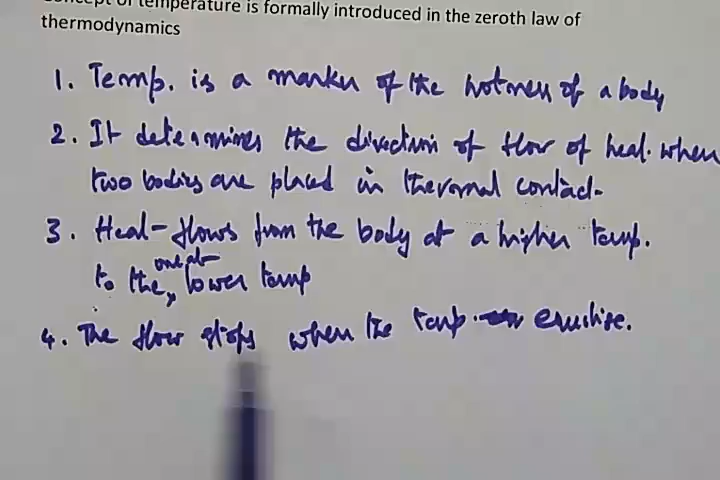 Concept of temperature is formally introduced in the zeroth law of
thermodynamics
1. Temp. is a marker of the hotness of a body
2. It determines the direction of flow of heat when
two bodies are placed in thermal contact.
3. Heat flows from the body at a higher temp.
to the one at lower temp
4. The flow stops when the temp.